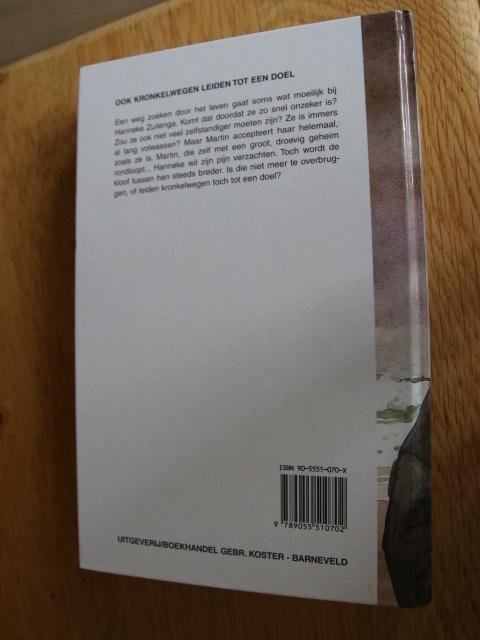 OOK KRONKELWEGEN LEIDEN TOT EEN DOEL
Een weg zoeken door het leven gaat soms wat moeilijk bij
Hanneke Zuilenga. Komt dat doordat ze zo snel onzeker is?
Zou ze ook niet veel zelfstandiger moeten zijn? Ze is immers
al lang volwassen? Maar Martin accepteert haar helemaal,
zoals ze is. Martin, die zelf met een groot, droevig geheim
rondloopt... Hanneke wil zijn pijn verzachten. Toch wordt de
kloof tussen hen steeds breder. Is die niet meer te overbrug-
gen, of leiden kronkelwegen toch tot een doel?
ISBN 90-5551-070-X
9 789055 510702
UITGEVERIJ/BOEKHANDEL GEBR. KOSTER - BARNEVELD